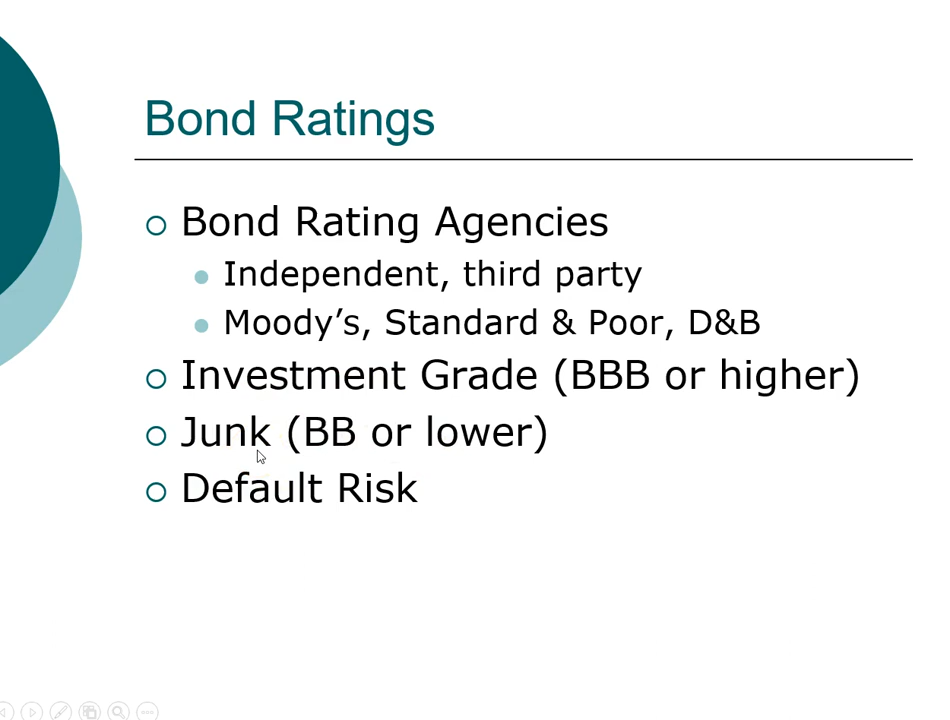 Bond Ratings
Bond Rating Agencies
Independent, third party
Moody's, Standard & Poor, D&B
Investment Grade (BBB or higher)
Junk (BB or lower)
Default Risk